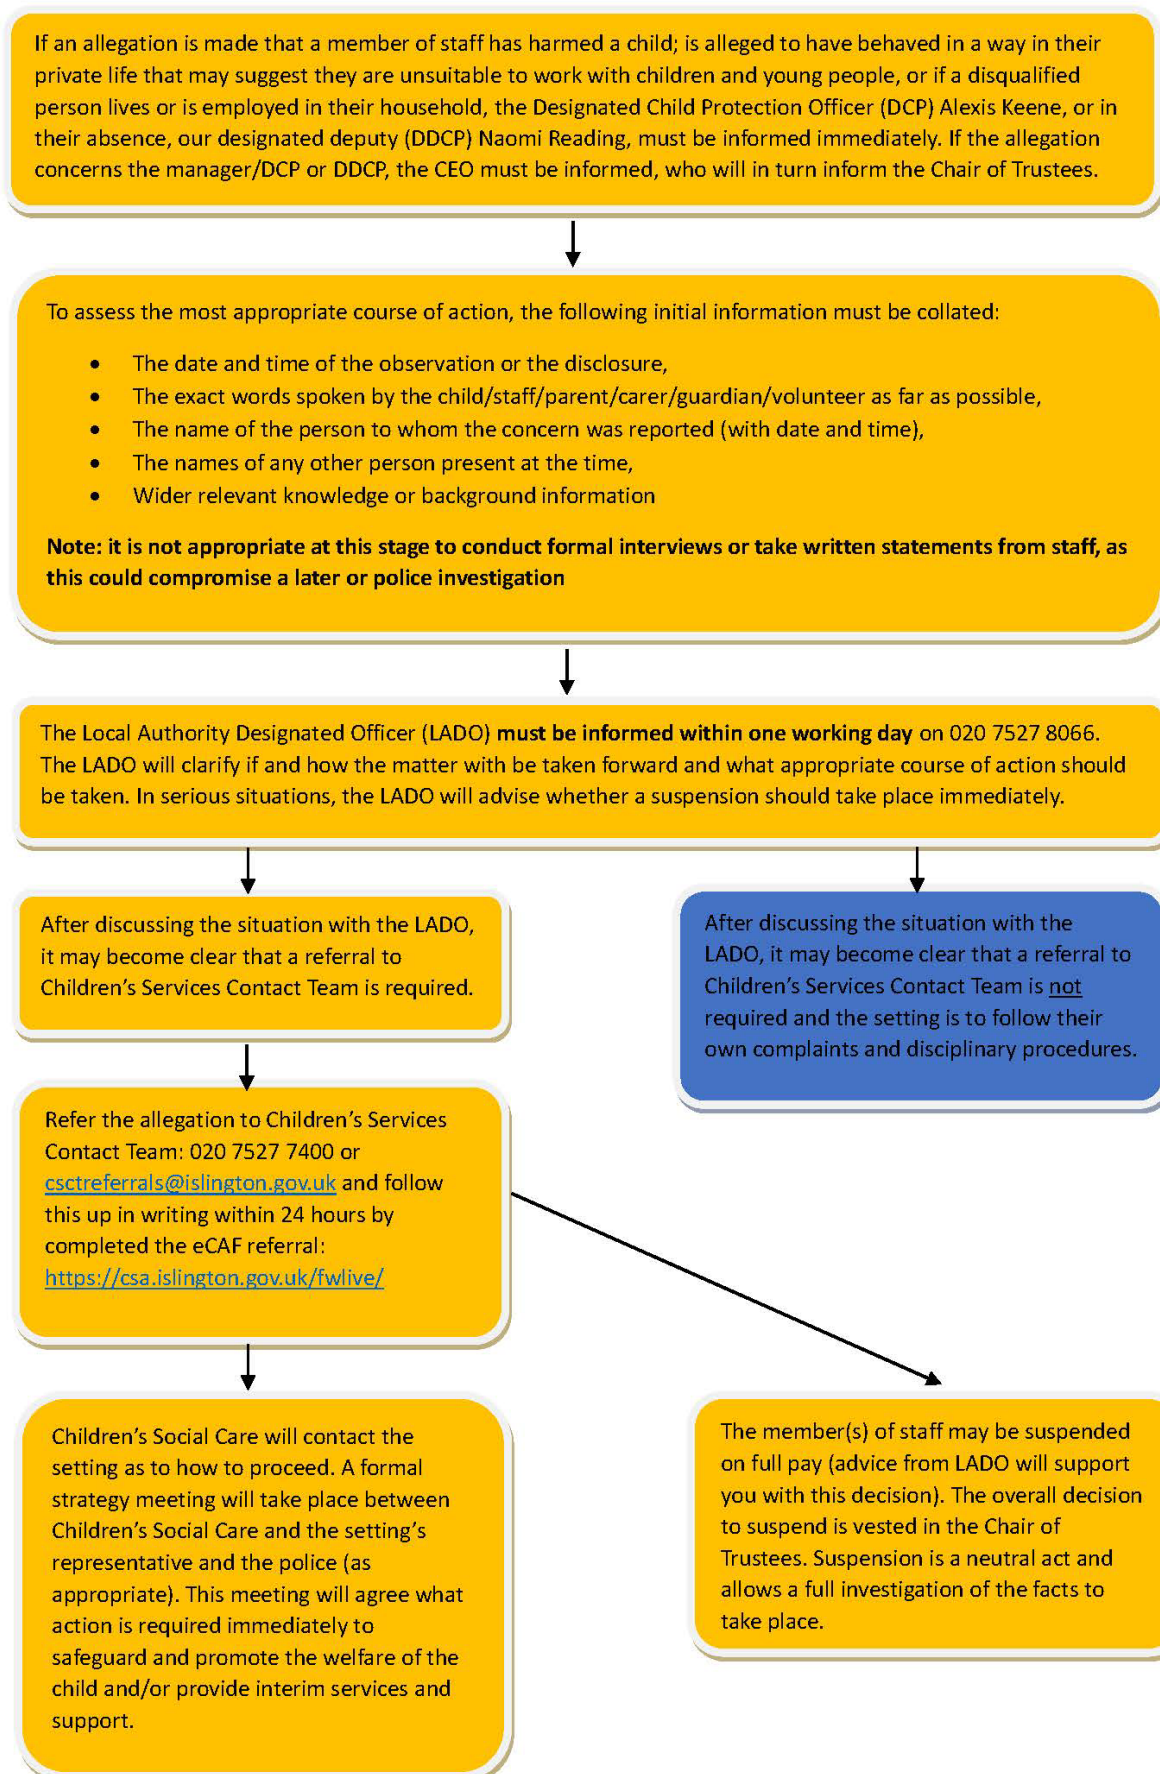 If an allegation is made that a member of staff has harmed a child; is alleged to have behaved in a way in their
private life that may suggest they are unsuitable to work with children and young people, or if a disqualified
person lives or is employed in their household, the Designated Child Protection Officer (DCP) Alexis Keene, or in
their absence, our designated deputy (DDCP) Naomi Reading, must be informed immediately. If the allegation
concerns the manager/DCP or DDCP, the CEO must be informed, who will in turn inform the Chair of Trustees.
To assess the most appropriate course of action, the following initial information must be collated:
• The date and time of the observation or the disclosure,
• The exact words spoken by the child/staff/parent/carer/guardian/volunteer as far as possible,
• The name of the person to whom the concern was reported (with date and time),
• The names of any other person present at the time,
• Wider relevant knowledge or background information
Note: it is not appropriate at this stage to conduct formal interviews or take written statements from staff, as
this could compromise a later or police investigation
The Local Authority Designated Officer (LADO) must be informed within one working day on 020 7527 8066.
The LADO will clarify if and how the matter with be taken forward and what appropriate course of action should
be taken. In serious situations, the LADO will advise whether a suspension should take place immediately.
After discussing the situation with the LADO,
it may become clear that a referral to
Children's Services Contact Team is required.
After discussing the situation with the
LADO, it may become clear that a referral to
Children's Services Contact Team is not
required and the setting is to follow their
own complaints and disciplinary procedures.
Refer the allegation to Children's Services
Contact Team: 020 7527 7400 or
csctreferrals@islington.gov.uk and follow
this up in writing within 24 hours by
completed the eCAF referral:
https://csa.islington.gov.uk/fwlive/
Children's Social Care will contact the
setting as to how to proceed. A formal
strategy meeting will take place between
Children's Social Care and the setting's
representative and the police (as
appropriate). This meeting will agree what
action is required immediately to
safeguard and promote the welfare of the
child and/or provide interim services and
support.
The member(s) of staff may be suspended
on full pay (advice from LADO will support
you with this decision). The overall decision
to suspend is vested in the Chair of
Trustees. Suspension is a neutral act and
allows a full investigation of the facts to
take place.